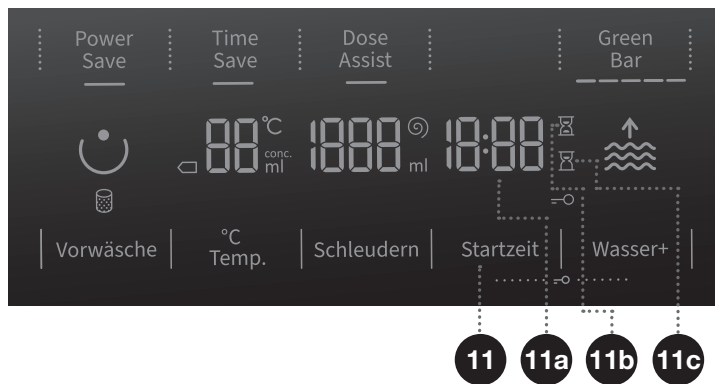 Power
Save
Time
Save
Dose
Assist
Green
Bar
88 °C
conc.
ml
1888
ml
18:88
Vorwäsche
°C
Temp.
Schleudern
Startzeit
Wasser+
11
11a
11b
11c